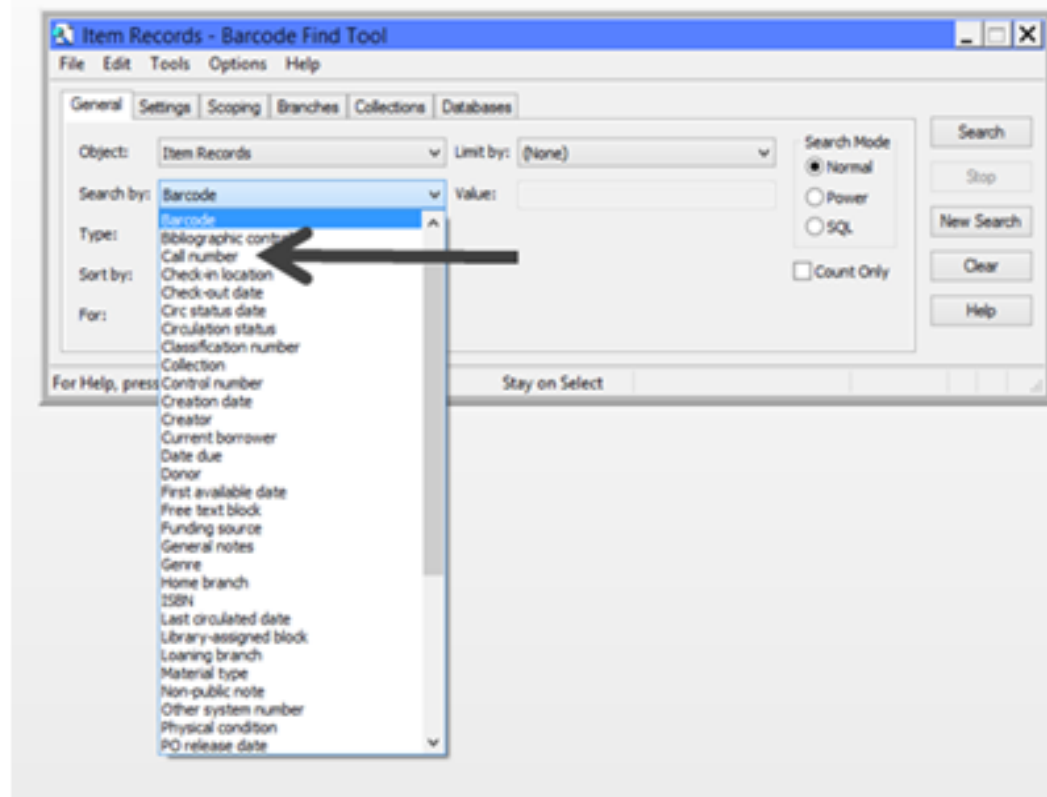 Item Records - Barcode Find Tool
File Edit Tools Options Help
General Settings Scoping Branches Collections Databases
Object: Item Records Limit by: (None)
Search by: Barcode Value:
Type:
Sort by:
For:
Search Mode
Normal
Power
SQL
Count Only
Search
Stop
New Search
Clear
Help
Barcode
Bibliographic
Call number
Check-in location
Check-out date
Circ status date
Circulation status
Classification number
Collection
Control number
Creation date
Creator
Current borrower
Date due
Donor
First available date
Free text block
Funding source
General notes
Genre
Home branch
ISBN
Last circulated date
Library-assigned block
Loaning branch
Material type
Non-public note
Other system number
Physical condition
PO release date
For Help, press Stay on Select